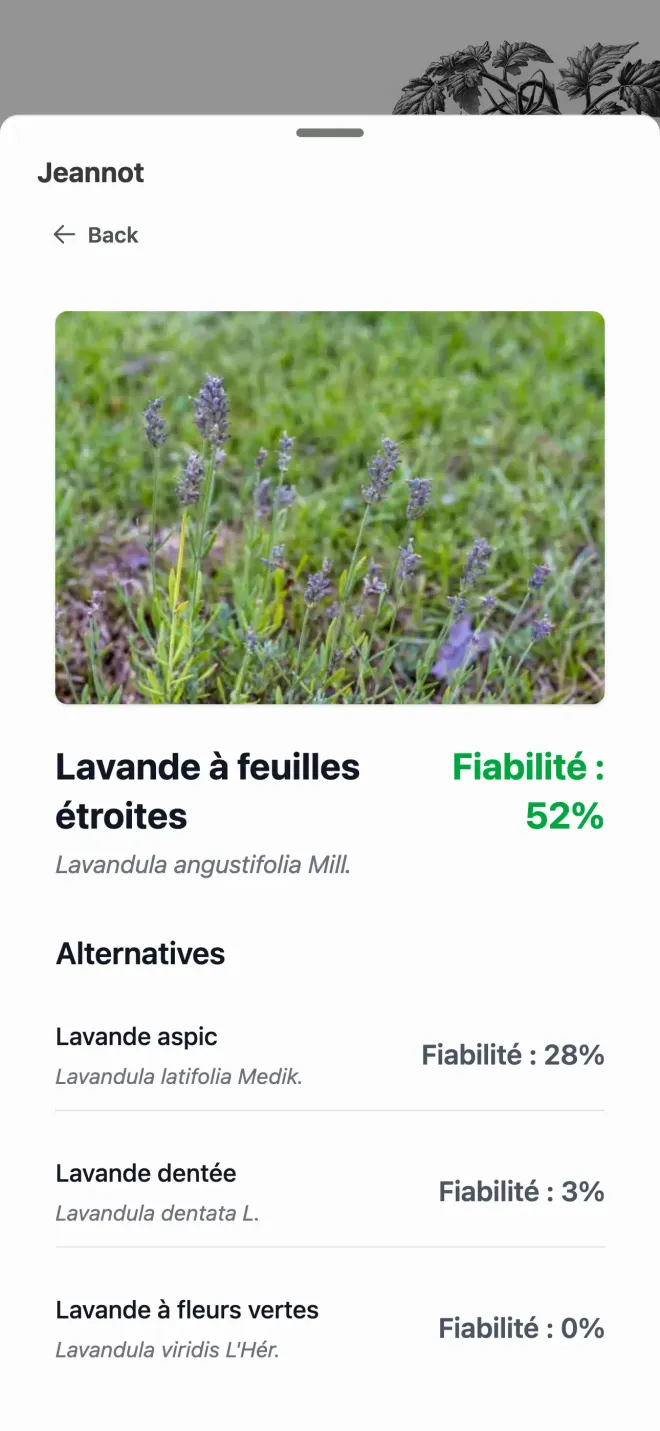 Jeannot
← Back
Lavande à feuilles
étroites
Fiabilité :
52%
Lavandula angustifolia Mill.
Alternatives
Lavande aspic
Lavandula latifolia Medik.
Fiabilité : 28%
Lavande dentée
Lavandula dentata L.
Fiabilité : 3%
Lavande à fleurs vertes
Lavandula viridis L'Hér.
Fiabilité : 0%